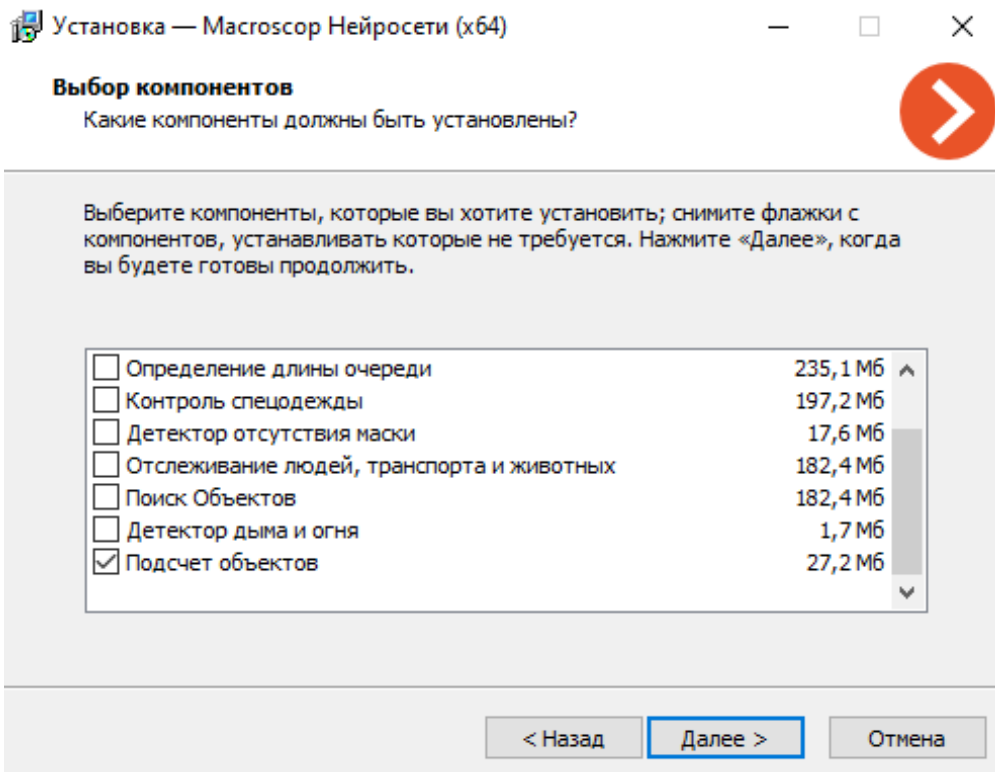 Установка — Macroscop Нейросети (x64)
Выбор компонентов
Какие компоненты должны быть установлены?
Выберите компоненты, которые вы хотите установить; снимите флажки с
компонентов, устанавливать которые не требуется. Нажмите «Далее», когда
вы будете готовы продолжить.
Определение длины очереди 235,1 Мб
Контроль спецодежды 197,2 Мб
Детектор отсутствия маски 17,6 Мб
Отслеживание людей, транспорта и животных 182,4 Мб
Поиск Объектов 182,4 Мб
Детектор дыма и огня 1,7 Мб
Подсчет объектов 27,2 Мб
< Назад Далее > Отмена